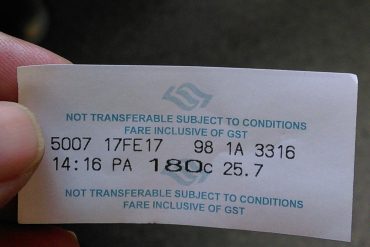 NOT TRANSFERABLE SUBJECT TO CONDITIONS
FARE INCLUSIVE OF GST
5007 17FE17 98 1A 3316
14:16 PA 180c 25.7
NOT TRANSFERABLE SUBJECT TO CONDITIONS
FARE INCLUSIVE OF GST